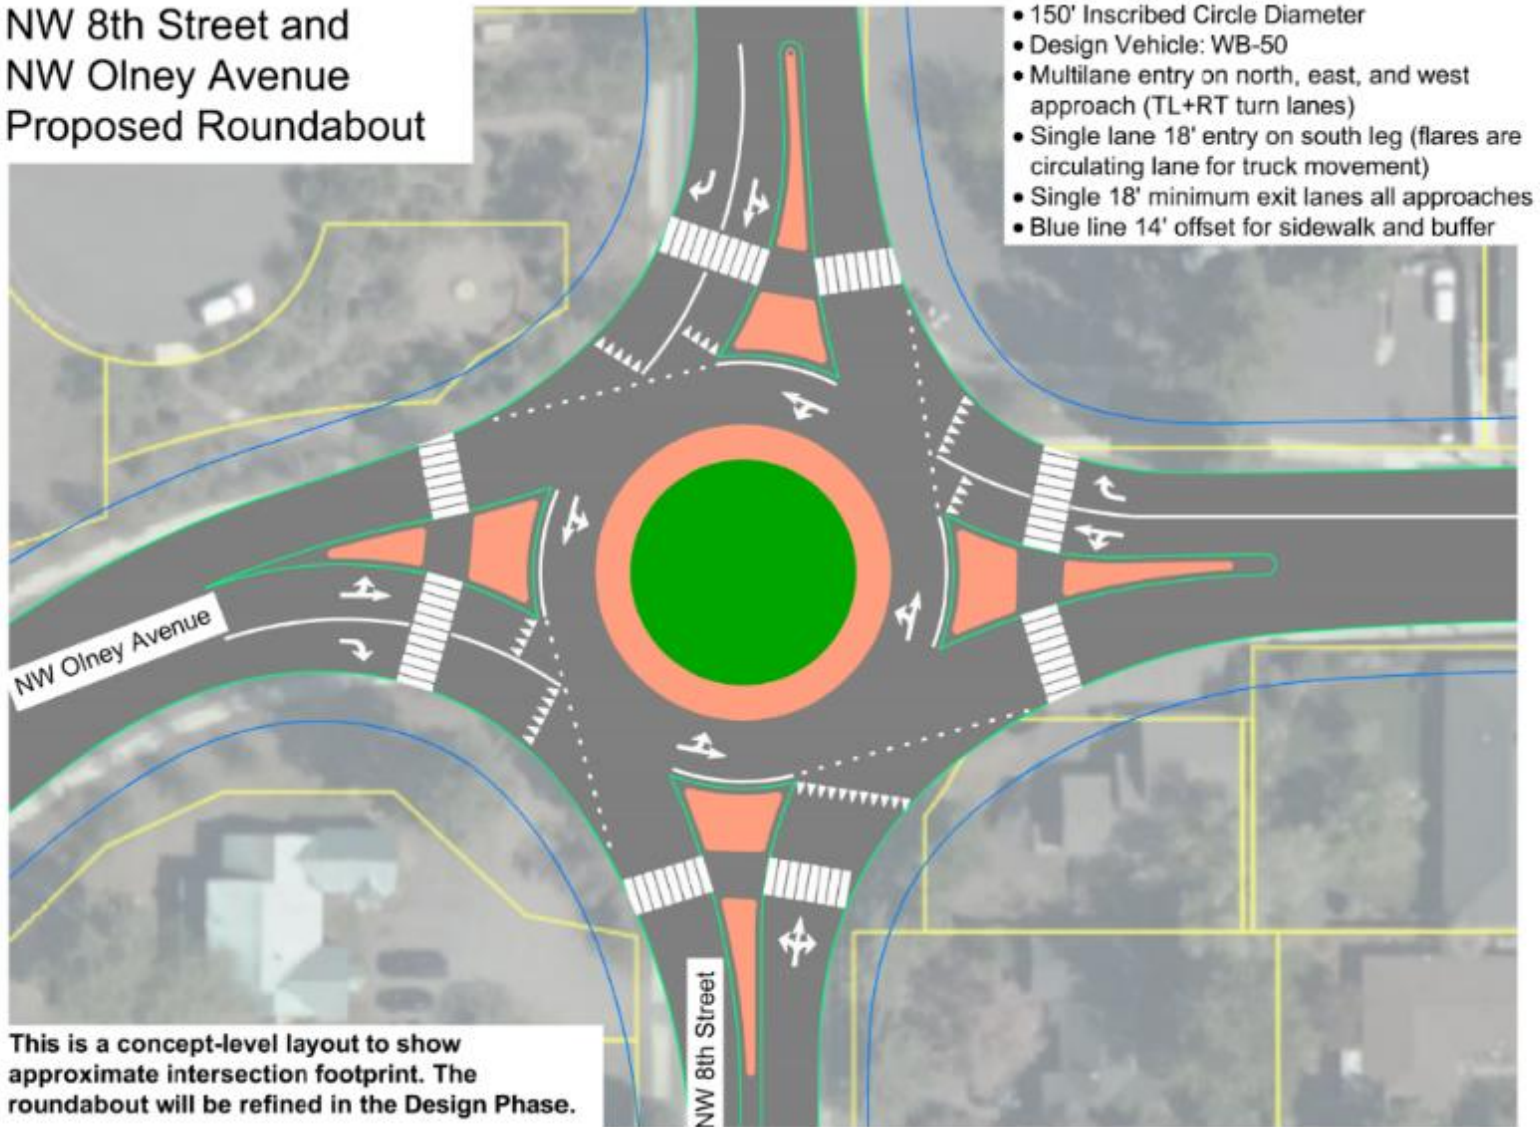 NW 8th Street and
NW Olney Avenue
Proposed Roundabout
• 150' Inscribed Circle Diameter
• Design Vehicle: WB-50
• Multilane entry on north, east, and west
approach (TL+RT turn lanes)
• Single lane 18' entry on south leg (flares are
circulating lane for truck movement)
• Single 18' minimum exit lanes all approaches
• Blue line 14' offset for sidewalk and buffer
NW Olney Avenue
NW 8th Street
This is a concept-level layout to show
approximate intersection footprint. The
roundabout will be refined in the Design Phase.